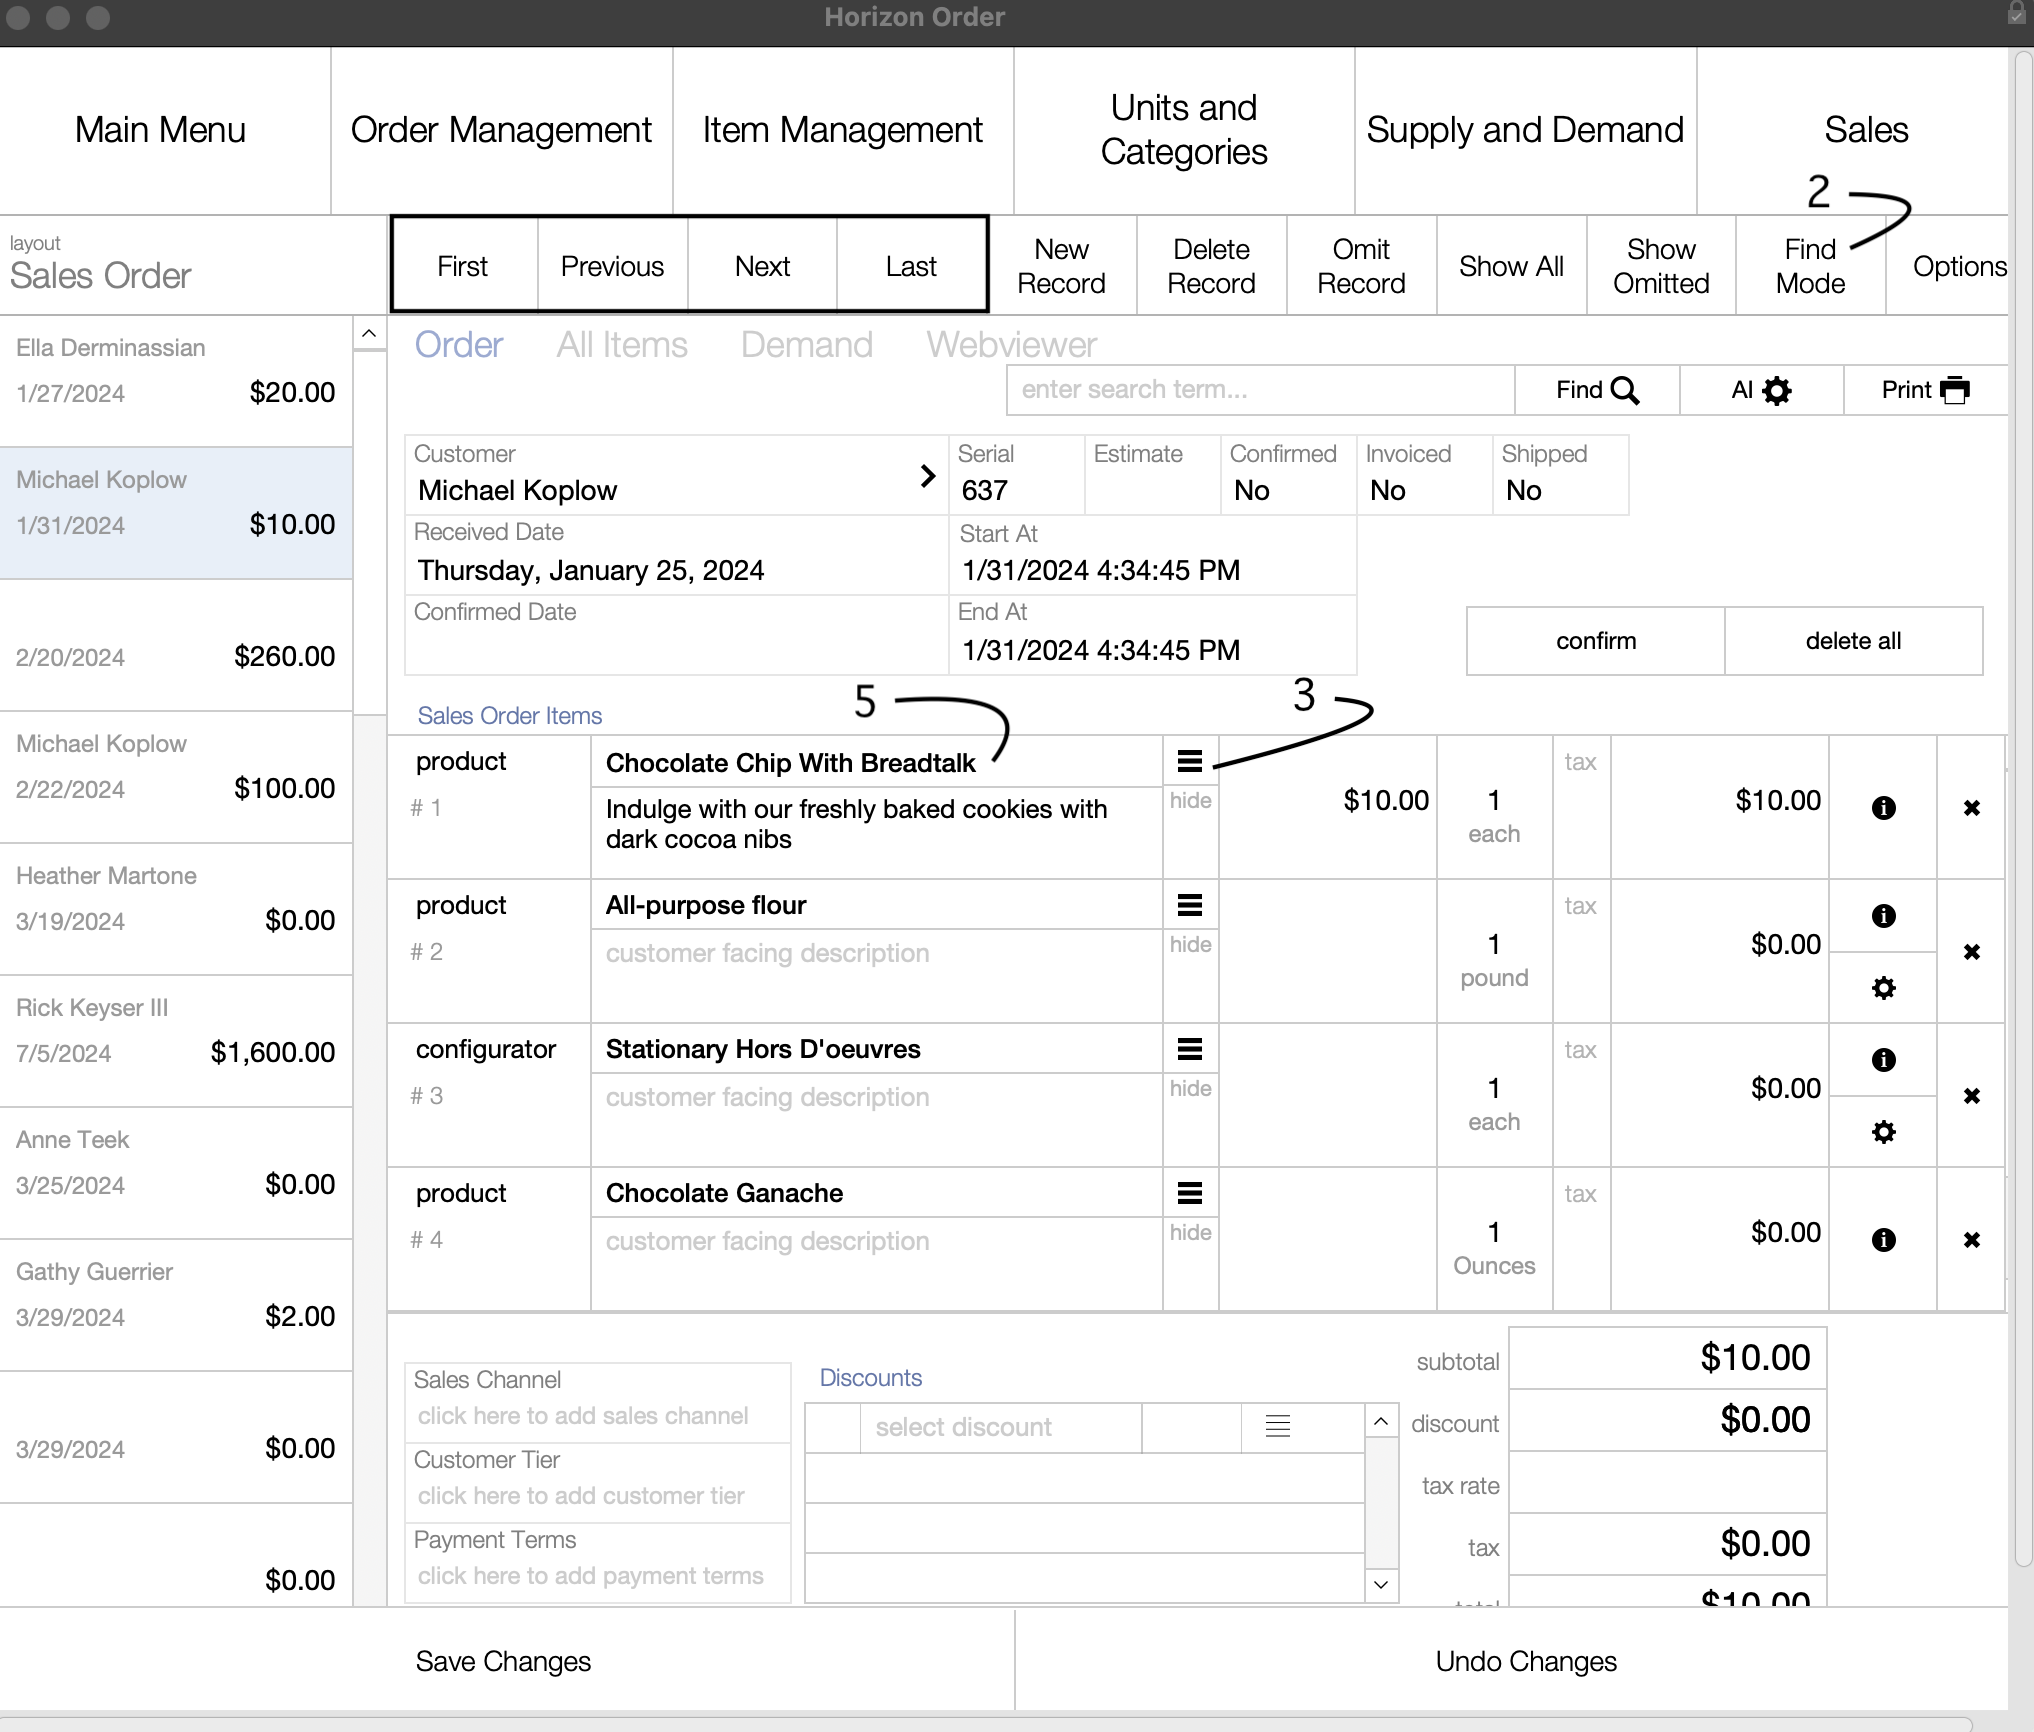 Horizon Order
Main Menu
Order Management
Item Management
Units and
Categories
Supply and Demand
Sales
2
layout
Sales Order
First
Previous
Next
Last
New
Record
Delete
Record
Omit
Record
Show All
Show
Omitted
Find
Mode
Options
Ella Derminassian
1/27/2024 $20.00
Michael Koplow
1/31/2024 $10.00
2/20/2024 $260.00
Michael Koplow
2/22/2024 $100.00
Heather Martone
3/19/2024 $0.00
Rick Keyser III
7/5/2024 $1,600.00
Anne Teek
3/25/2024 $0.00
Gathy Guerrier
3/29/2024 $2.00
3/29/2024 $0.00
$0.00
Order All Items Demand Webviewer
enter search term...
Find
AI
Print
Customer
Michael Koplow
Serial
637
Estimate
Confirmed
No
Invoiced
No
Shipped
No
Received Date
Thursday, January 25, 2024
Start At
1/31/2024 4:34:45 PM
Confirmed Date
End At
1/31/2024 4:34:45 PM
confirm
delete all
5
3
Sales Order Items
product
# 1
Chocolate Chip With Breadtalk
Indulge with our freshly baked cookies with
dark cocoa nibs
hide
$10.00
1
each
tax
$10.00
product
# 2
All-purpose flour
customer facing description
hide
1
pound
tax
$0.00
configurator
# 3
Stationary Hors D'oeuvres
customer facing description
hide
1
each
tax
$0.00
product
# 4
Chocolate Ganache
customer facing description
hide
1
Ounces
tax
$0.00
Sales Channel
click here to add sales channel
Customer Tier
click here to add customer tier
Payment Terms
click here to add payment terms
Discounts
select discount
subtotal $10.00
discount $0.00
tax rate
tax $0.00
total $10.00
Save Changes
Undo Changes